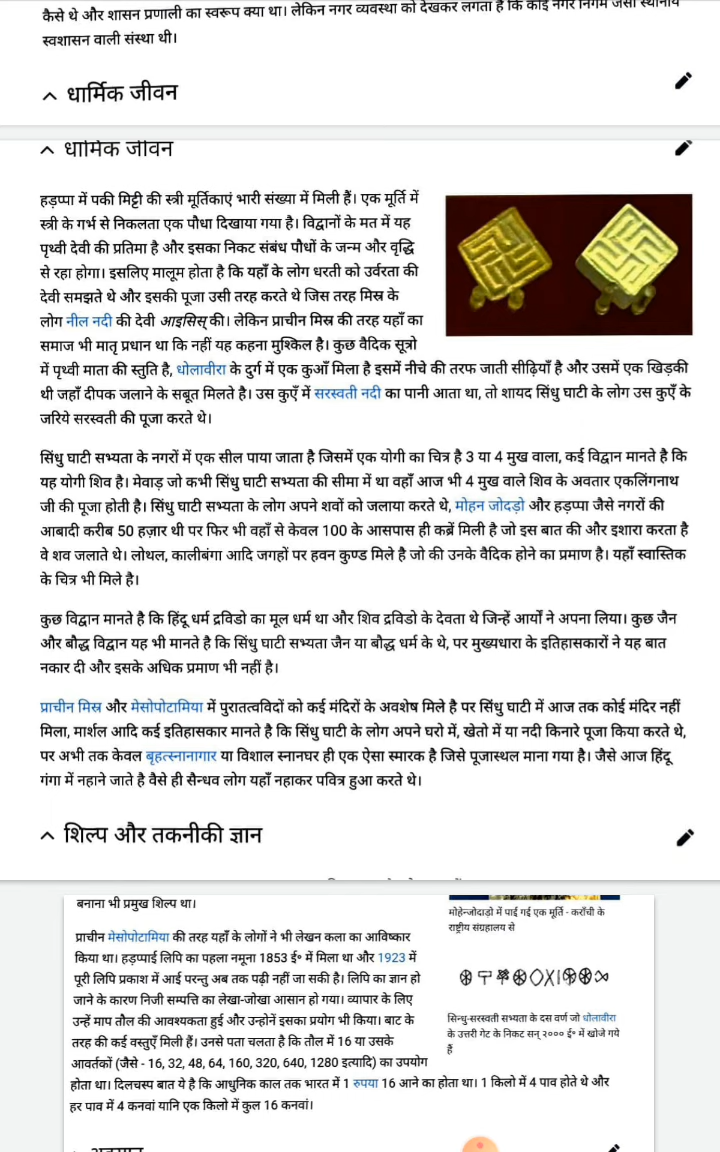 कैसे थे और शासन प्रणाली का स्वरूप क्या था। लेकिन नगर व्यवस्था को देखकर लगता है कि कोई नगर निगम जैसी स्थानीय
स्वशासन वाली संस्था थी।
धार्मिक जीवन
धार्मिक जीवन
हड़प्पा में पकी मिट्टी की स्त्री मूर्तिकाएं भारी संख्या में मिली हैं। एक मूर्ति में
स्त्री के गर्भ से निकलता एक पौधा दिखाया गया है। विद्वानों के मत में यह
पृथ्वी देवी की प्रतिमा है और इसका निकट संबंध पौधों के जन्म और वृद्धि
से रहा होगा। इसलिए मालूम होता है कि यहाँ के लोग धरती को उर्वरता की
देवी समझते थे और इसकी पूजा उसी तरह करते थे जिस तरह मिस्र के
लोग नील नदी की देवी आइसिस् की। लेकिन प्राचीन मिस्र की तरह यहाँ का
समाज भी मातृ प्रधान था कि नहीं यह कहना मुश्किल है। कुछ वैदिक सूत्रो
में पृथ्वी माता की स्तुति है, धोलावीरा के दुर्ग में एक कुआँ मिला है इसमें नीचे की तरफ जाती सीढ़ियाँ है और उसमें एक खिड़की
थी जहाँ दीपक जलाने के सबूत मिलते है। उस कुएँ में सरस्वती नदी का पानी आता था, तो शायद सिंधु घाटी के लोग उस कुएँ के
जरिये सरस्वती की पूजा करते थे।
सिंधु घाटी सभ्यता के नगरों में एक सील पाया जाता है जिसमें एक योगी का चित्र है 3 या 4 मुख वाला, कई विद्वान मानते है कि
यह योगी शिव है। मेवाड़ जो कभी सिंधु घाटी सभ्यता की सीमा में था वहाँ आज भी 4 मुख वाले शिव के अवतार एकलिंगनाथ
जी की पूजा होती है। सिंधु घाटी सभ्यता के लोग अपने शवों को जलाया करते थे, मोहन जोदड़ो और हड़प्पा जैसे नगरों की
आबादी करीब 50 हज़ार थी पर फिर भी वहाँ से केवल 100 के आसपास ही कब्रें मिली है जो इस बात की और इशारा करता है
वे शव जलाते थे। लोथल, कालीबंगा आदि जगहों पर हवन कुण्ड मिले है जो की उनके वैदिक होने का प्रमाण है। यहाँ स्वास्तिक
के चित्र भी मिले है।
कुछ विद्वान मानते है कि हिंदू धर्म द्रविडो का मूल धर्म था और शिव द्रविडो के देवता थे जिन्हें आर्यों ने अपना लिया। कुछ जैन
और बौद्ध विद्वान यह भी मानते है कि सिंधु घाटी सभ्यता जैन या बौद्ध धर्म के थे, पर मुख्यधारा के इतिहासकारों ने यह बात
नकार दी और इसके अधिक प्रमाण भी नहीं है।
प्राचीन मिस्र और मेसोपोटामिया में पुरातत्वविदों को कई मंदिरों के अवशेष मिले है पर सिंधु घाटी में आज तक कोई मंदिर नहीं
मिला, मार्शल आदि कई इतिहासकार मानते है कि सिंधु घाटी के लोग अपने घरो में, खेतो में या नदी किनारे पूजा किया करते थे,
पर अभी तक केवल बृहत्स्नानागार या विशाल स्नानघर ही एक ऐसा स्मारक है जिसे पूजास्थल माना गया है। जैसे आज हिंदू
गंगा में नहाने जाते है वैसे ही सैन्धव लोग यहाँ नहाकर पवित्र हुआ करते थे।
शिल्प और तकनीकी ज्ञान
बनाना भी प्रमुख शिल्प था।
प्राचीन मेसोपोटामिया की तरह यहाँ के लोगों ने भी लेखन कला का आविष्कार
किया था। हड़प्पाई लिपि का पहला नमूना 1853 ई॰ में मिला था और 1923 में
पूरी लिपि प्रकाश में आई परन्तु अब तक पढ़ी नहीं जा सकी है। लिपि का ज्ञान हो
जाने के कारण निजी सम्पत्ति का लेखा-जोखा आसान हो गया। व्यापार के लिए
उन्हें माप तौल की आवश्यकता हुई और उन्होनें इसका प्रयोग भी किया। बाट के
तरह की कई वस्तुएँ मिली हैं। उनसे पता चलता है कि तौल में 16 या उसके
आवर्तकों (जैसे - 16, 32, 48, 64, 160, 320, 640, 1280 इत्यादि) का उपयोग
होता था। दिलचस्प बात ये है कि आधुनिक काल तक भारत में 1 रुपया 16 आने का होता था। 1 किलो में 4 पाव होते थे और
हर पाव में 4 कनवां यानि एक किलो में कुल 16 कनवां।
मोहेन्जोदाड़ो में पाई गई एक मूर्ति - कराँची के
राष्ट्रीय संग्रहालय से
सिन्धु-सरस्वती सभ्यता के दस वर्ण जो धोलावीरा
के उत्तरी गेट के निकट सन् २००० ई॰ में खोजे गये
हैं